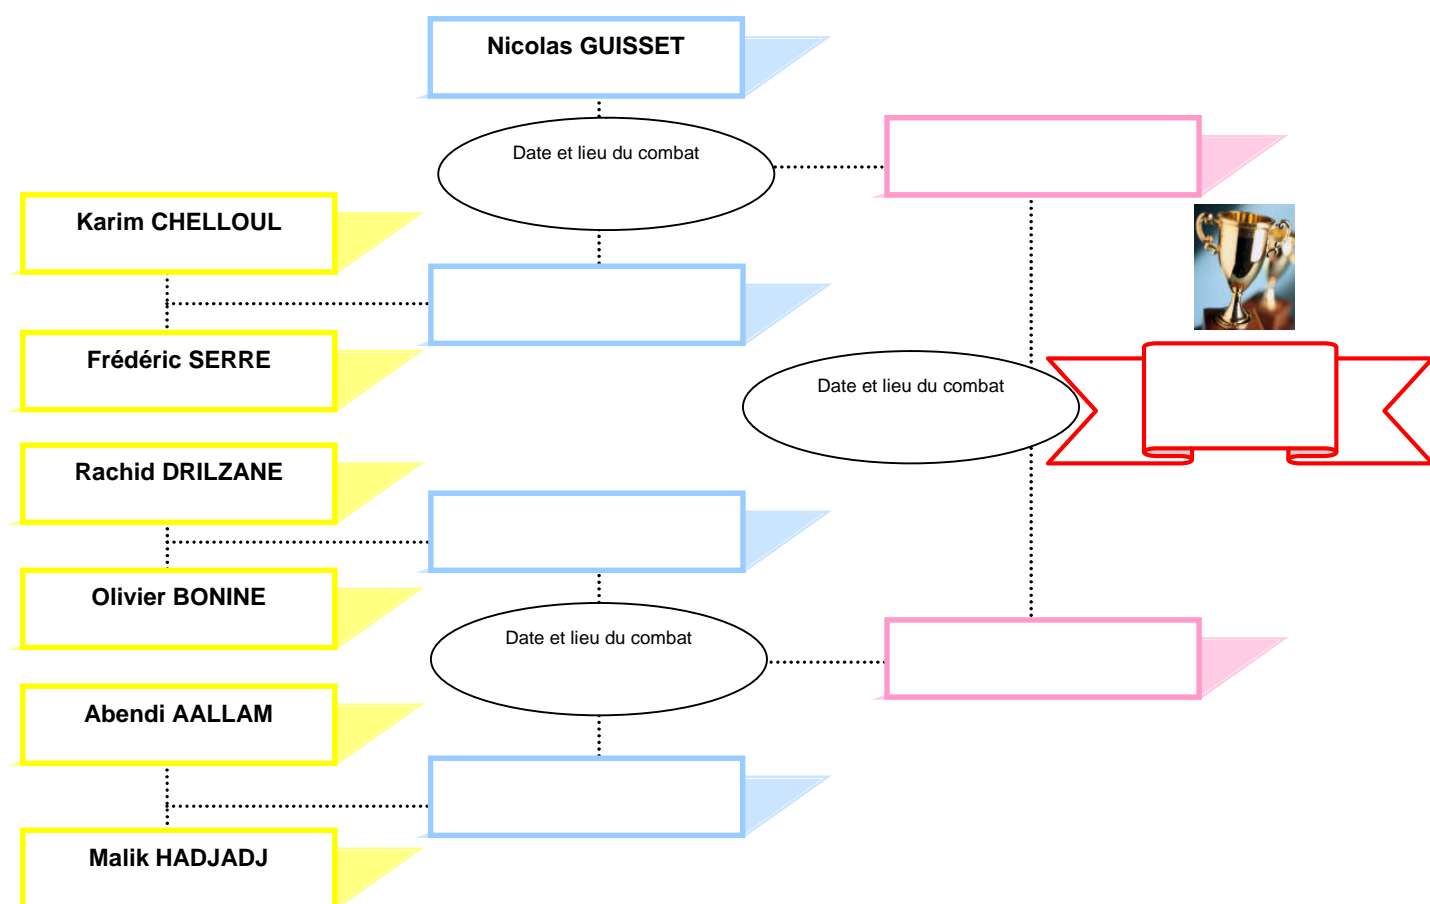 Nicolas GUISSET
Date et lieu du combat
Karim CHELLOUL
Frédéric SERRE
Date et lieu du combat
Rachid DRILZANE
Olivier BONINE
Date et lieu du combat
Abendi AALLAM
Malik HADJADJ